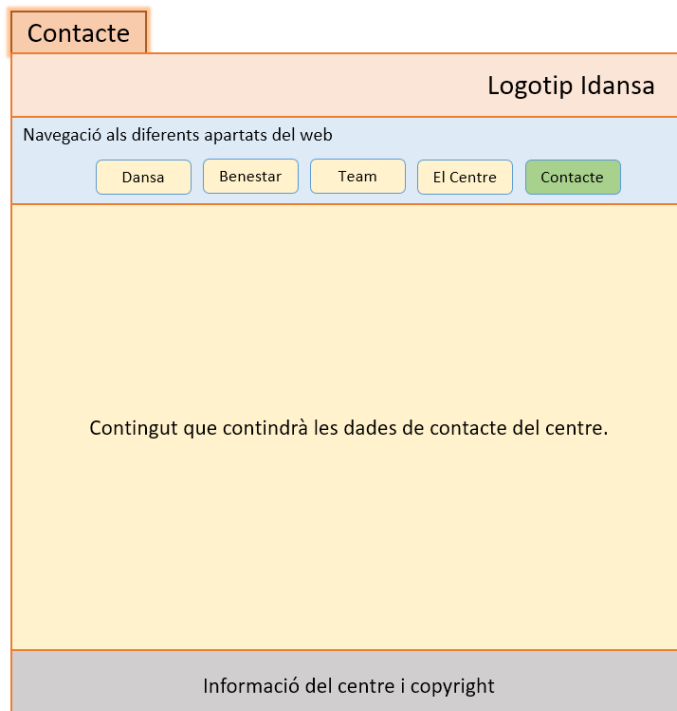 Contacte
Logotip Idansa
Navegació als diferents apartats del web
Dansa Benestar Team El Centre Contacte
Contingut que contindrà les dades de contacte del centre.
Informació del centre i copyright